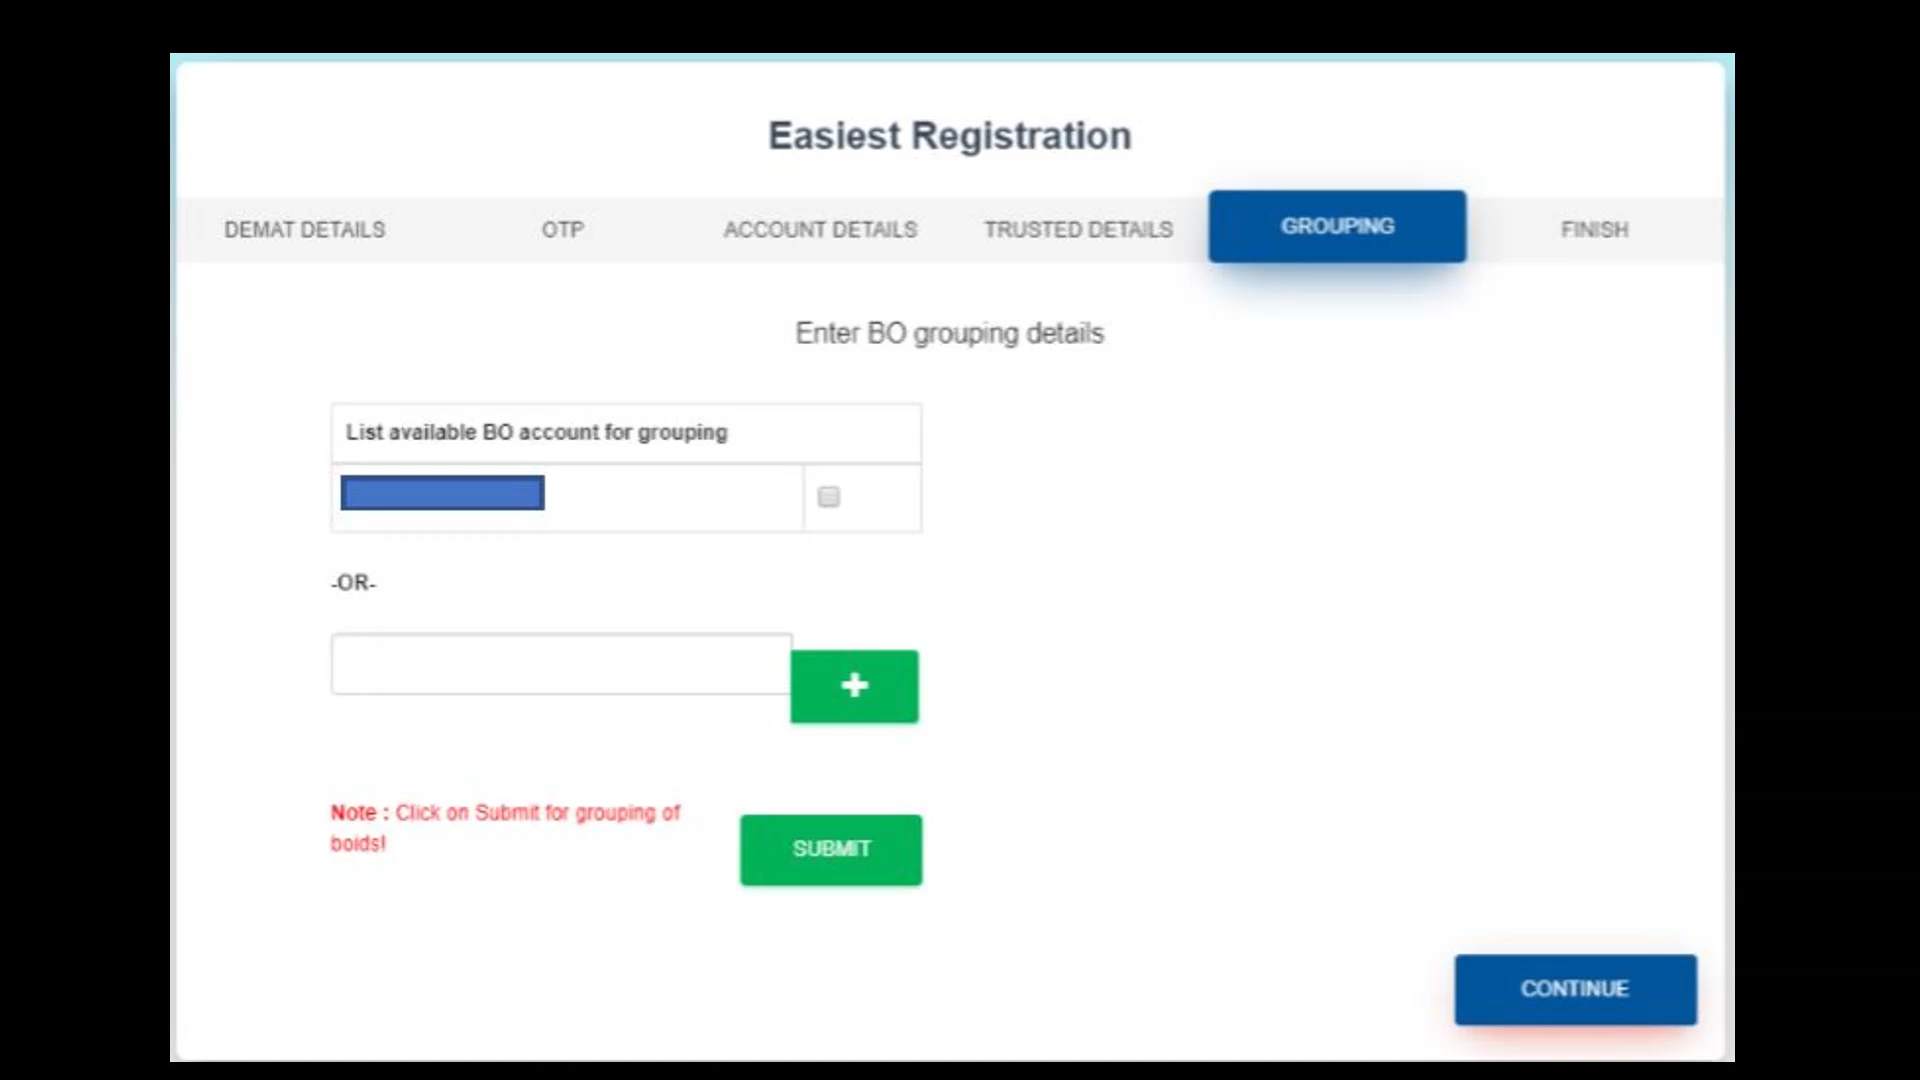 Easiest Registration
DEMAT DETAILS OTP ACCOUNT DETAILS TRUSTED DETAILS GROUPING FINISH
Enter BO grouping details
List available BO account for grouping
-OR-
Note : Click on Submit for grouping of
boids!
SUBMIT
CONTINUE